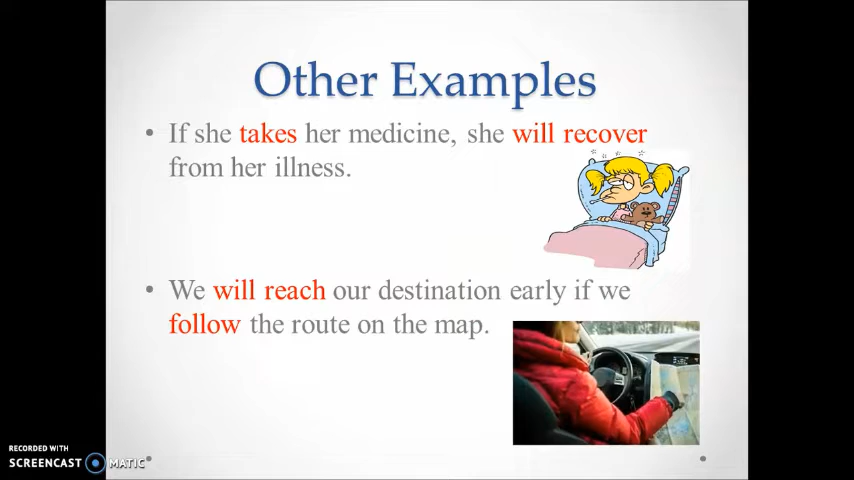 Other Examples
• If she takes her medicine, she will recover
from her illness.
• We will reach our destination early if we
follow the route on the map.
RECORDED WITH
SCREENCAST MATIC